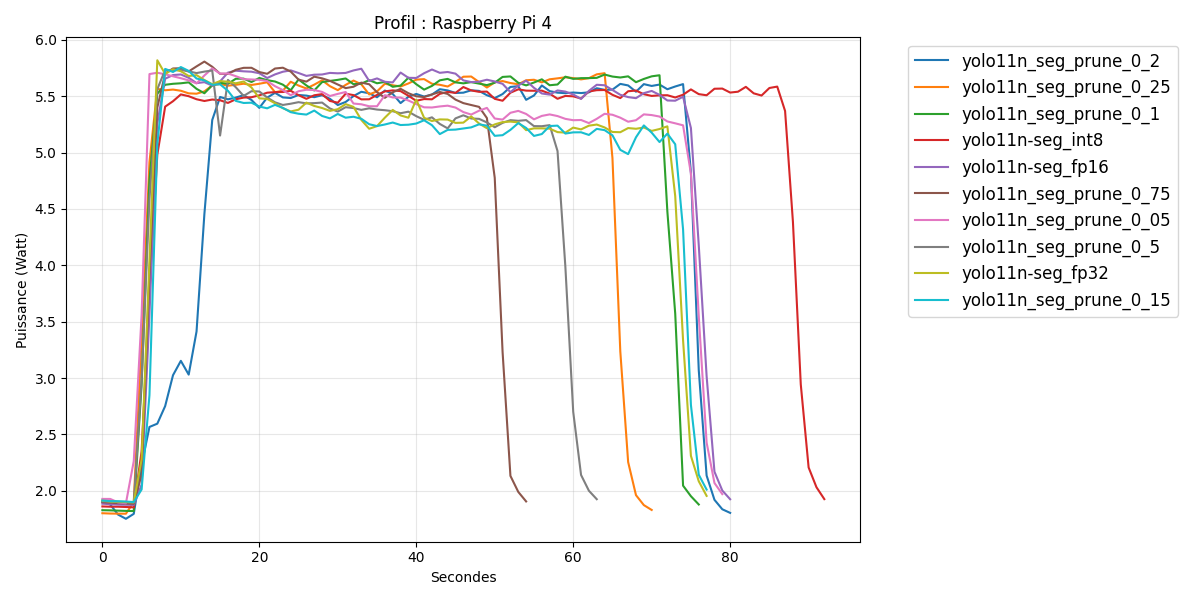 Profil : Raspberry Pi 4
6.0
5.5
5.0
4.5
4.0
3.5
3.0
2.5
2.0
Puissance (Watt)
0 20 40 60 80
Secondes
yolo11n_seg_prune_0_2
yolo11n_seg_prune_0_25
yolo11n_seg_prune_0_1
yolo11n-seg_int8
yolo11n-seg_fp16
yolo11n_seg_prune_0_75
yolo11n_seg_prune_0_05
yolo11n_seg_prune_0_5
yolo11n-seg_fp32
yolo11n_seg_prune_0_15